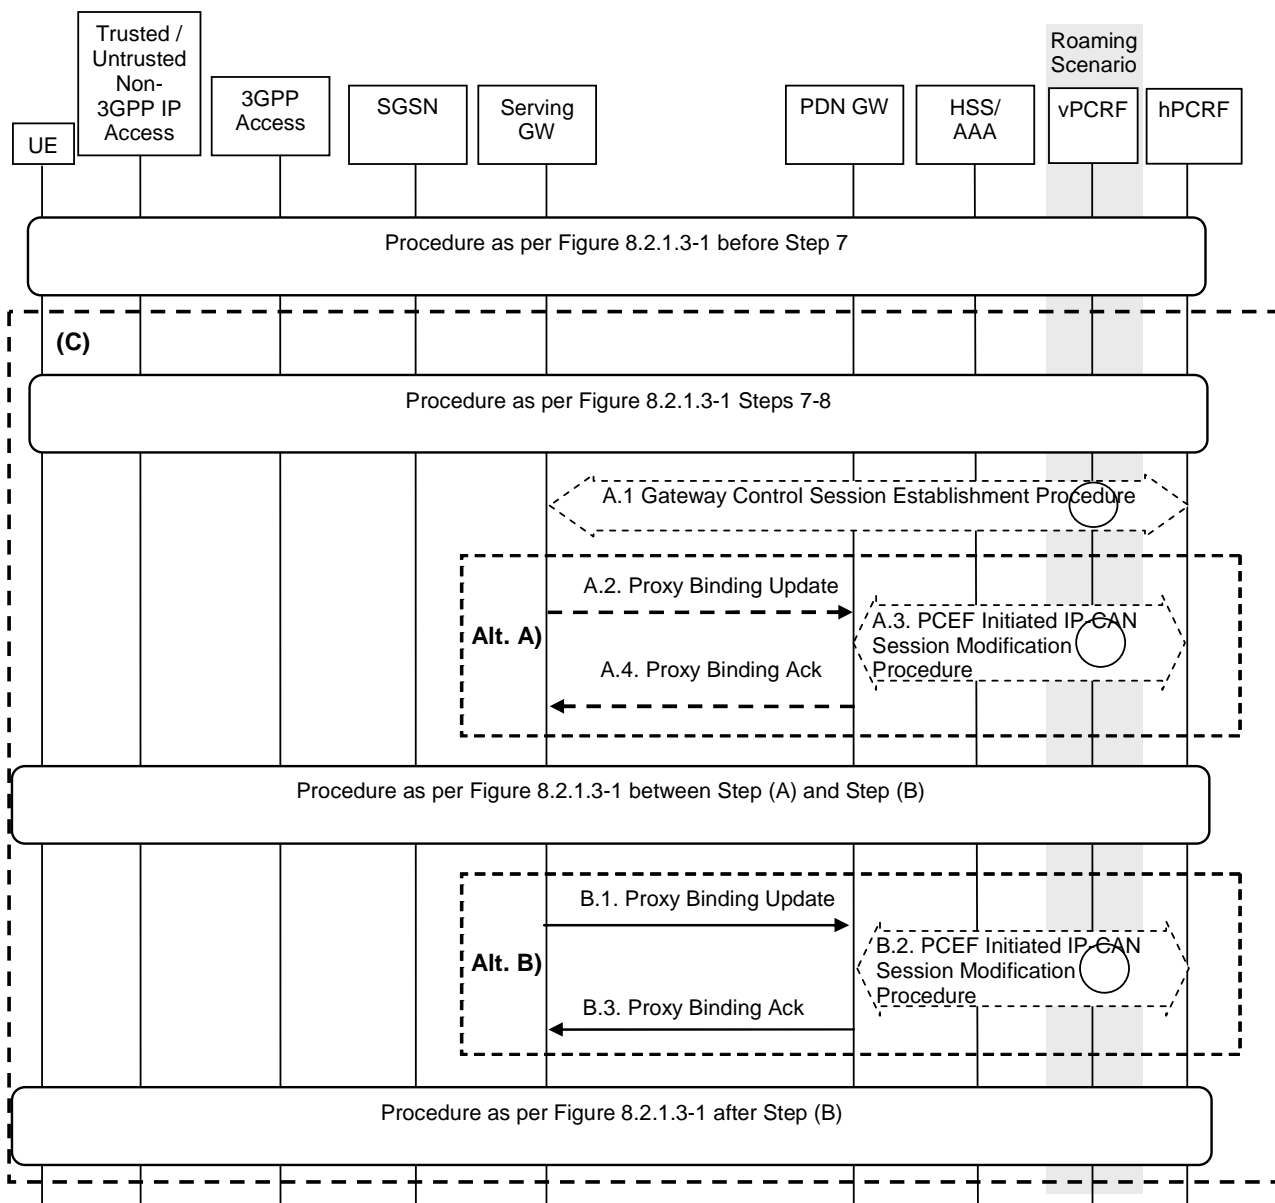 Trusted /
Untrusted
Non-
3GPP IP
Access
Roaming
Scenario
UE
3GPP
Access
SGSN
Serving
GW
PDN GW
HSS/
AAA
vPCRF
hPCRF
Procedure as per Figure 8.2.1.3-1 before Step 7
(C)
Procedure as per Figure 8.2.1.3-1 Steps 7-8
A.1 Gateway Control Session Establishment Procedure
Alt. A)
A.2. Proxy Binding Update
A.3. PCEF Initiated IP-CAN
Session Modification
Procedure
A.4. Proxy Binding Ack
Procedure as per Figure 8.2.1.3-1 between Step (A) and Step (B)
Alt. B)
B.1. Proxy Binding Update
B.2. PCEF Initiated IP-CAN
Session Modification
Procedure
B.3. Proxy Binding Ack
Procedure as per Figure 8.2.1.3-1 after Step (B)